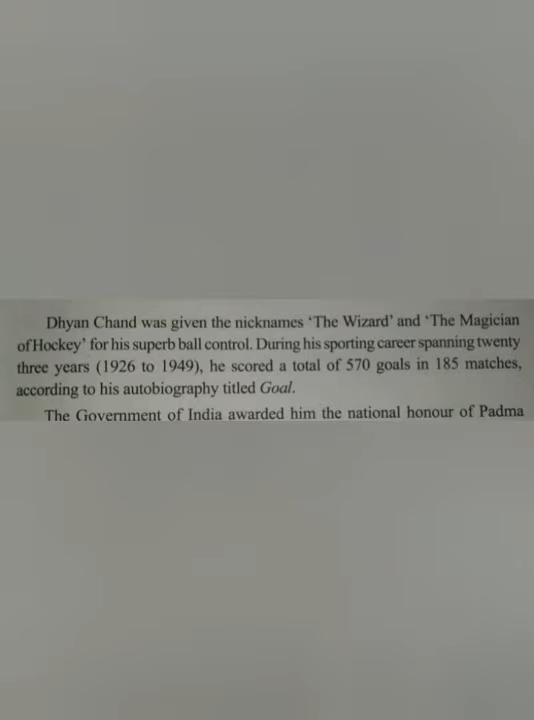 Dhyan Chand was given the nicknames ‘The Wizard’ and ‘The Magician
of Hockey’ for his superb ball control. During his sporting career spanning twenty
three years (1926 to 1949), he scored a total of 570 goals in 185 matches,
according to his autobiography titled Goal.
The Government of India awarded him the national honour of Padma